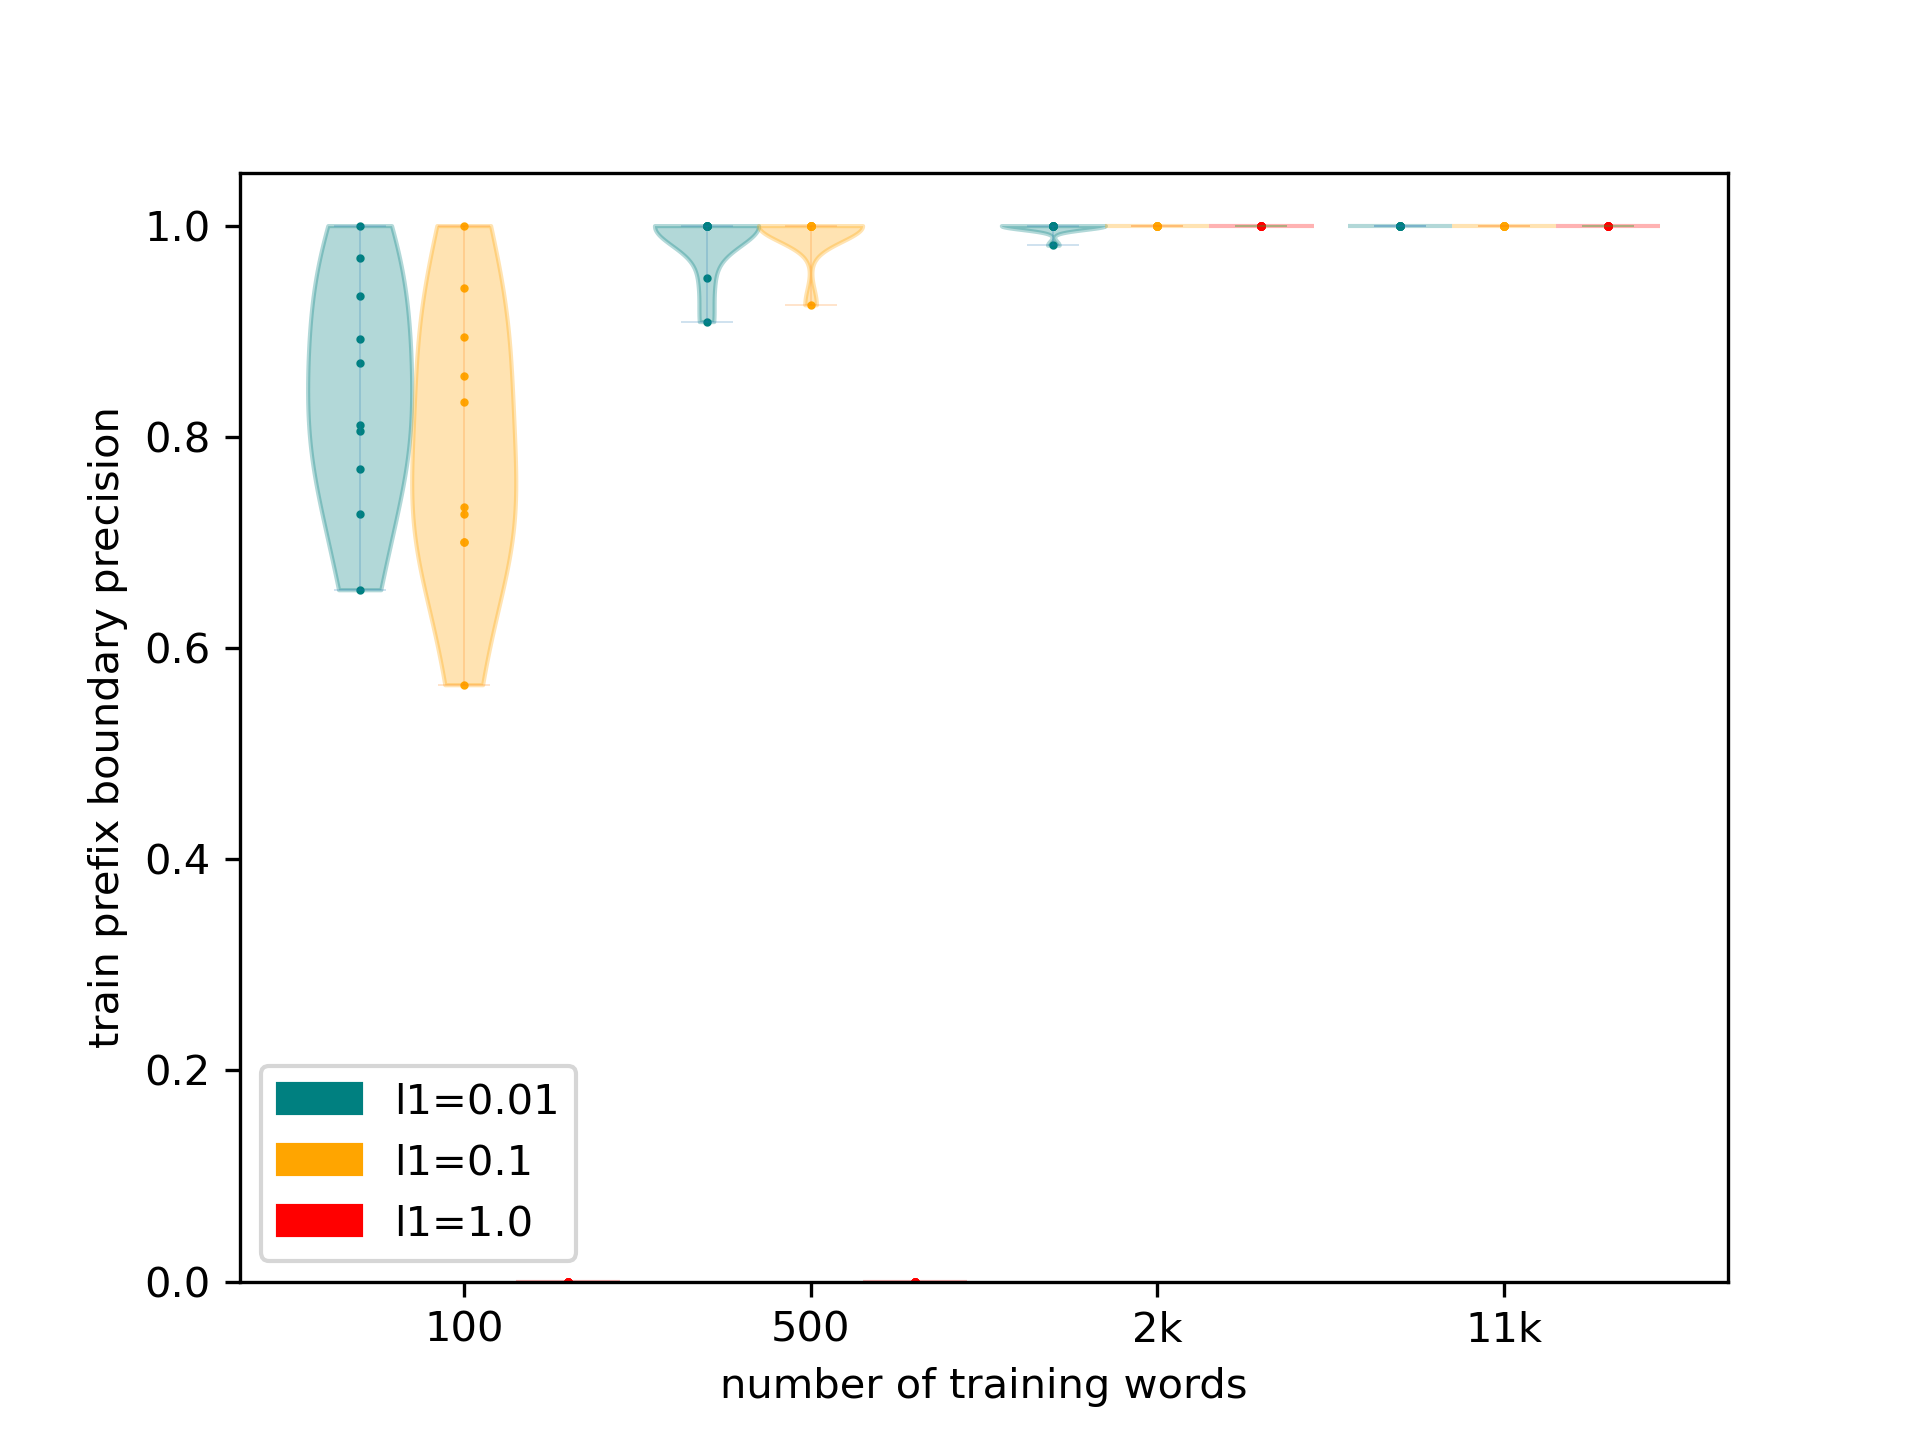 train prefix boundary precision
1.0
0.8
0.6
0.4
0.2
0.0
l1=0.01
l1=0.1
l1=1.0
100 500 2k 11k
number of training words